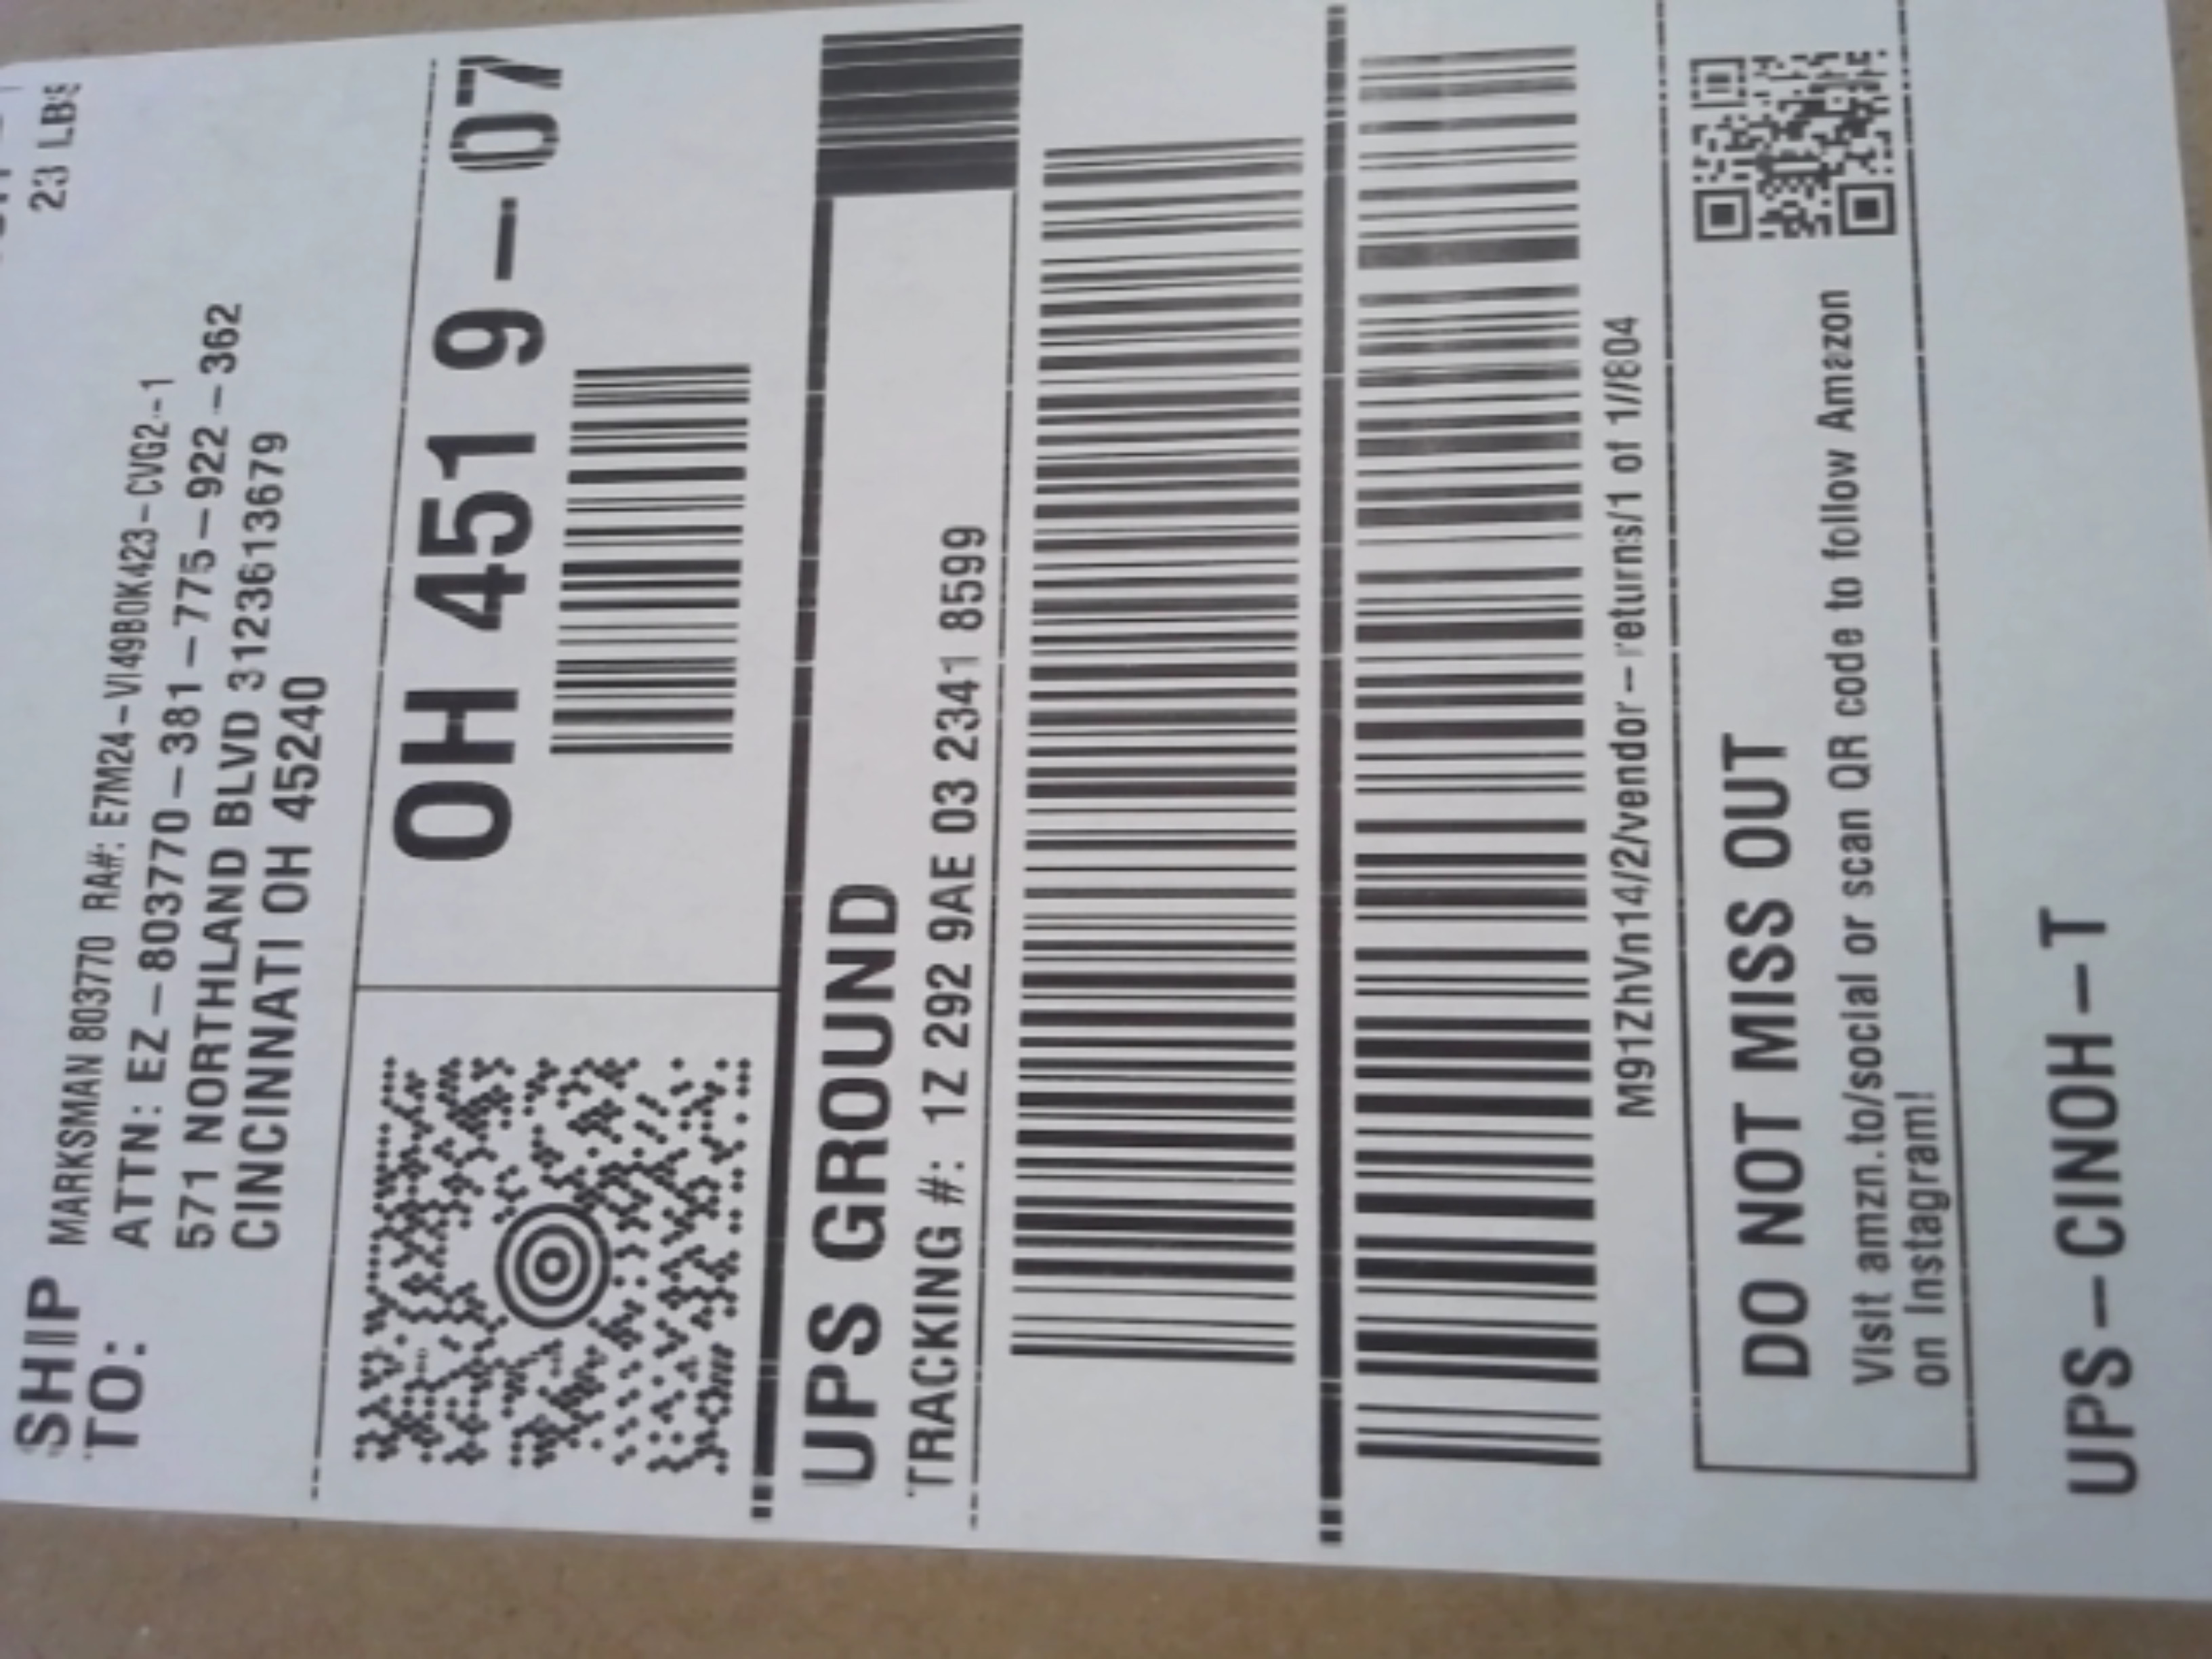 23 LBS
SHIP
TO:
MARKSMAN 803770 RA#: E7M24-VI49B0K423-CVG2--1
ATTN: EZ-803770-381-775-922-362
571 NORTHLAND BLVD 3123613679
CINCINNATI OH 45240
OH 451 9-07
UPS GROUND
TRACKING #: 1Z 292 9AE 03 2341 8599
M91ZhVn14/2/vendor-returns/1 of 1//804
DO NOT MISS OUT
Visit amzn.to/social or scan QR code to follow Amazon
on Instagram!
UPS-CINOH-T